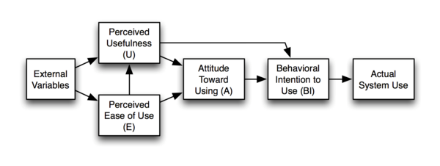 Perceived
Usefulness
(U)
External
Variables
Perceived
Ease of Use
(E)
Attitude
Toward
Using (A)
Behavioral
Intention to
Use (BI)
Actual
System Use